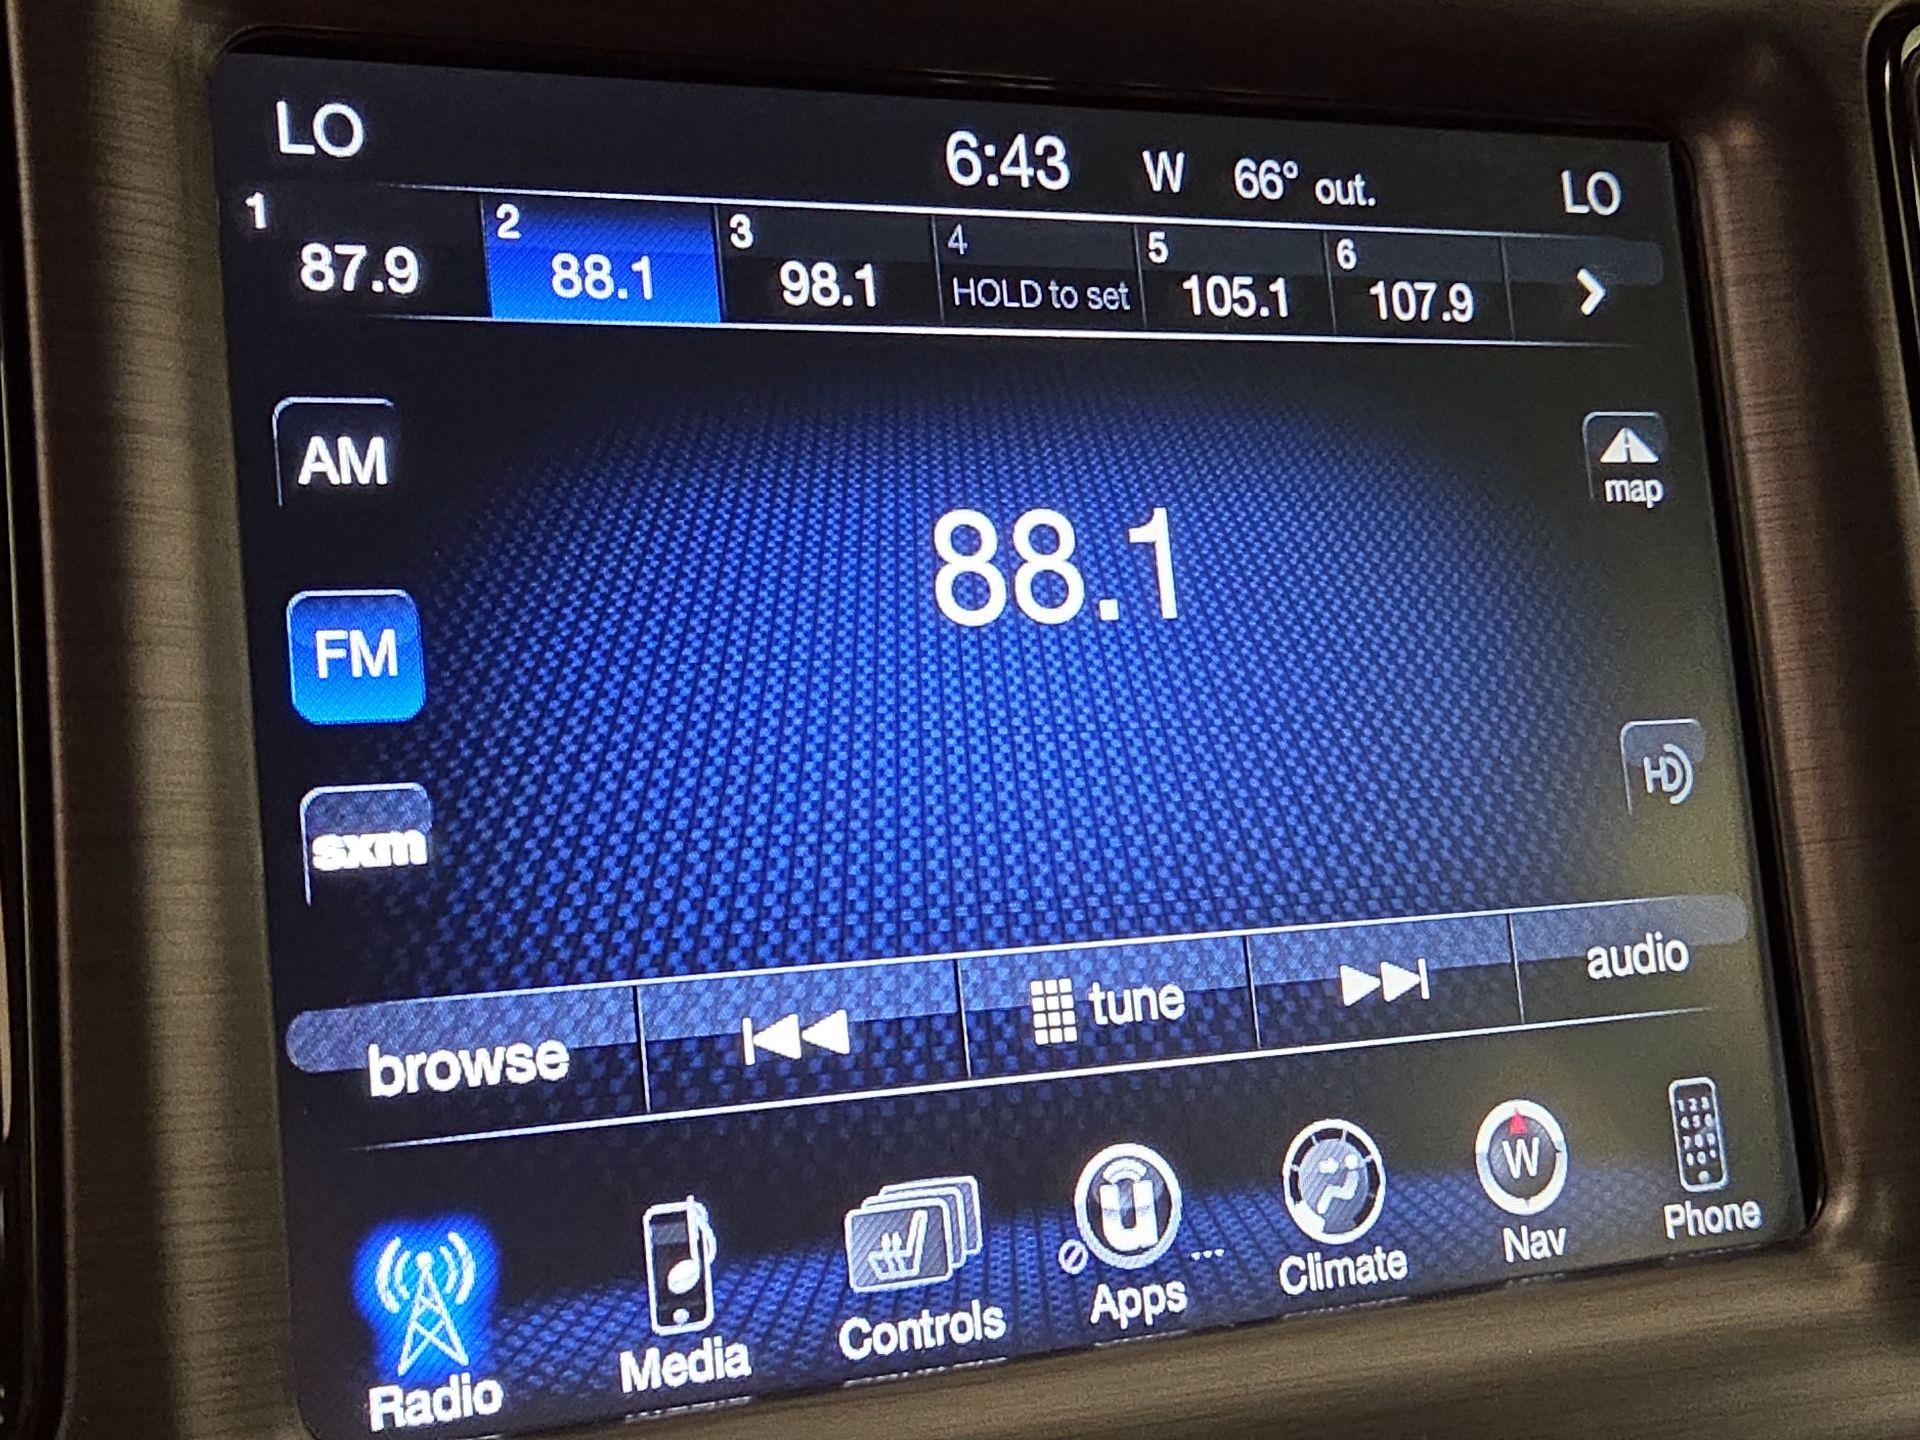 LO 6:43 W 66° out. LO
1 2 3 4 5 6
87.9 88.1 98.1 HOLD to set 105.1 107.9
AM
map
88.1
FM
HD
sxm
browse tune audio
U W
Radio Media Controls Apps ... Climate Nav Phone